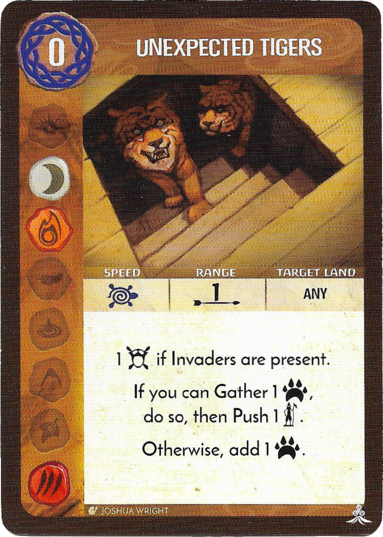 0
UNEXPECTED TIGERS
SPEED RANGE TARGET LAND
1 ANY
1 if Invaders are present.
If you can Gather 1 ,
do so, then Push 1 .
Otherwise, add 1 .
JOSHUA WRIGHT